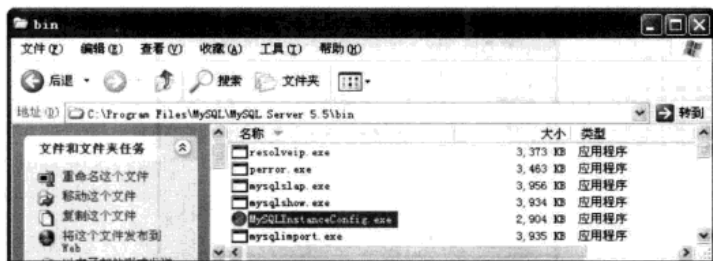 bin
文件(F) 编辑(E) 查看(V) 收藏(A) 工具(T) 帮助(H)
后退 搜索 文件夹
地址(D) C:\Program Files\MySQL\MySQL Server 5.5\bin 转到
名称 大小 类型
文件和文件夹任务
resolveip.exe 3,373 KB 应用程序
perror.exe 3,463 KB 应用程序
重命名这个文件
mysqlslap.exe 3,956 KB 应用程序
移动这个文件
mysqlshow.exe 3,934 KB 应用程序
复制这个文件
MySQLInstanceConfig.exe 2,904 KB 应用程序
将这个文件发布到
Web
mysqlimport.exe 3,935 KB 应用程序